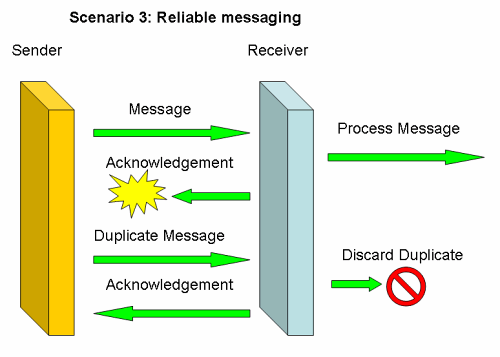 Scenario 3: Reliable messaging
Sender
Receiver
Message
Process Message
Acknowledgement
Duplicate Message
Discard Duplicate
Acknowledgement